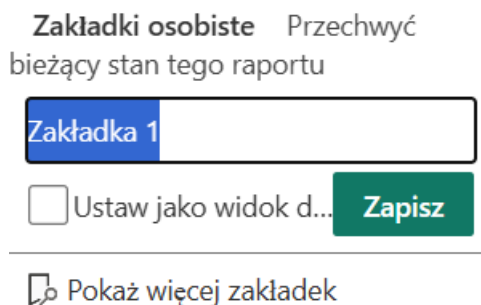 Zakładki osobiste Przechwyć
bieżący stan tego raportu
Zakładka 1
Ustaw jako widok d... Zapisz
Pokaż więcej zakładek